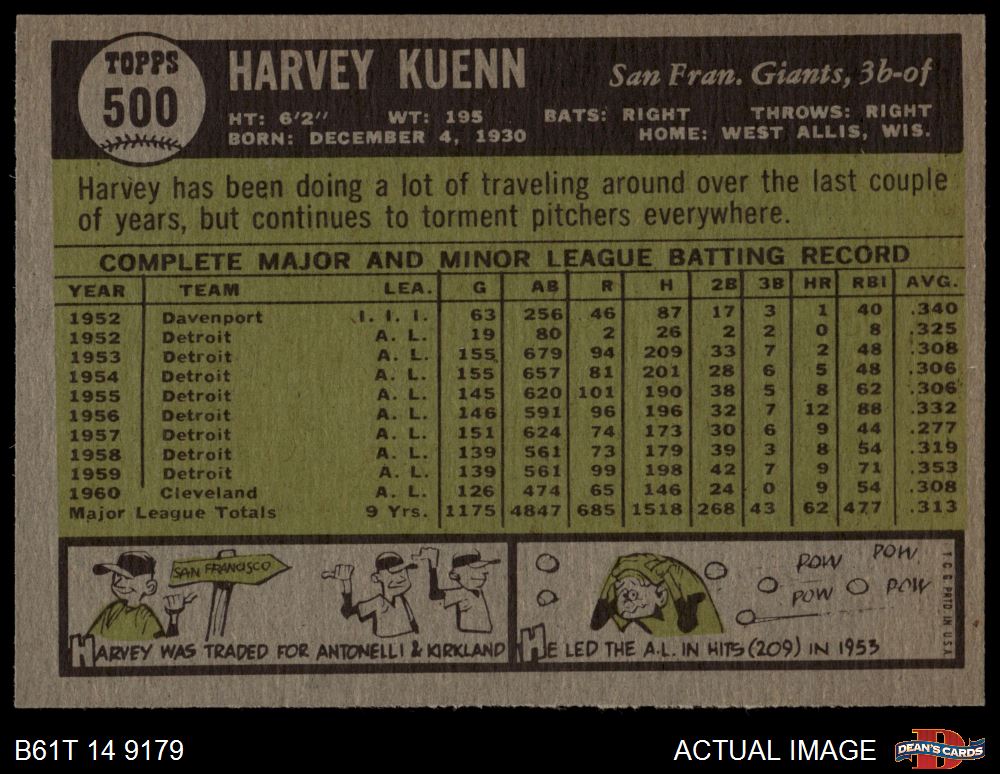 TOPPS
500
HARVEY KUENN
San Fran. Giants, 3b-of
HT: 6'2" WT: 195 BATS: RIGHT THROWS: RIGHT
BORN: DECEMBER 4, 1930 HOME: WEST ALLIS, WIS.
Harvey has been doing a lot of traveling around over the last couple
of years, but continues to torment pitchers everywhere.
COMPLETE MAJOR AND MINOR LEAGUE BATTING RECORD
YEAR TEAM LEA. G AB R H 2B 3B HR RBI AVG.
1952 Davenport I. I. I. 63 256 46 87 17 3 1 40 .340
1952 Detroit A. L. 19 80 2 26 2 2 0 8 .325
1953 Detroit A. L. 155 679 94 209 33 7 2 48 .308
1954 Detroit A. L. 155 657 81 201 28 6 5 48 .306
1955 Detroit A. L. 145 620 101 190 38 5 8 62 .306
1956 Detroit A. L. 146 591 96 196 32 7 12 88 .332
1957 Detroit A. L. 151 624 74 173 30 6 9 44 .277
1958 Detroit A. L. 139 561 73 179 39 3 8 54 .319
1959 Detroit A. L. 139 561 99 198 42 7 9 71 .353
1960 Cleveland A. L. 126 474 65 146 24 0 9 54 .308
Major League Totals 9 Yrs. 1175 4847 685 1518 268 43 62 477 .313
SAN FRANCISCO
HARVEY WAS TRADED FOR ANTONELLI & KIRKLAND
POW POW
POW POW
HE LED THE A.L. IN HITS (209) IN 1953
T.C.G. PRTD. IN U.S.A.
B61T 14 9179
ACTUAL IMAGE
D
DEAN'S CARDS